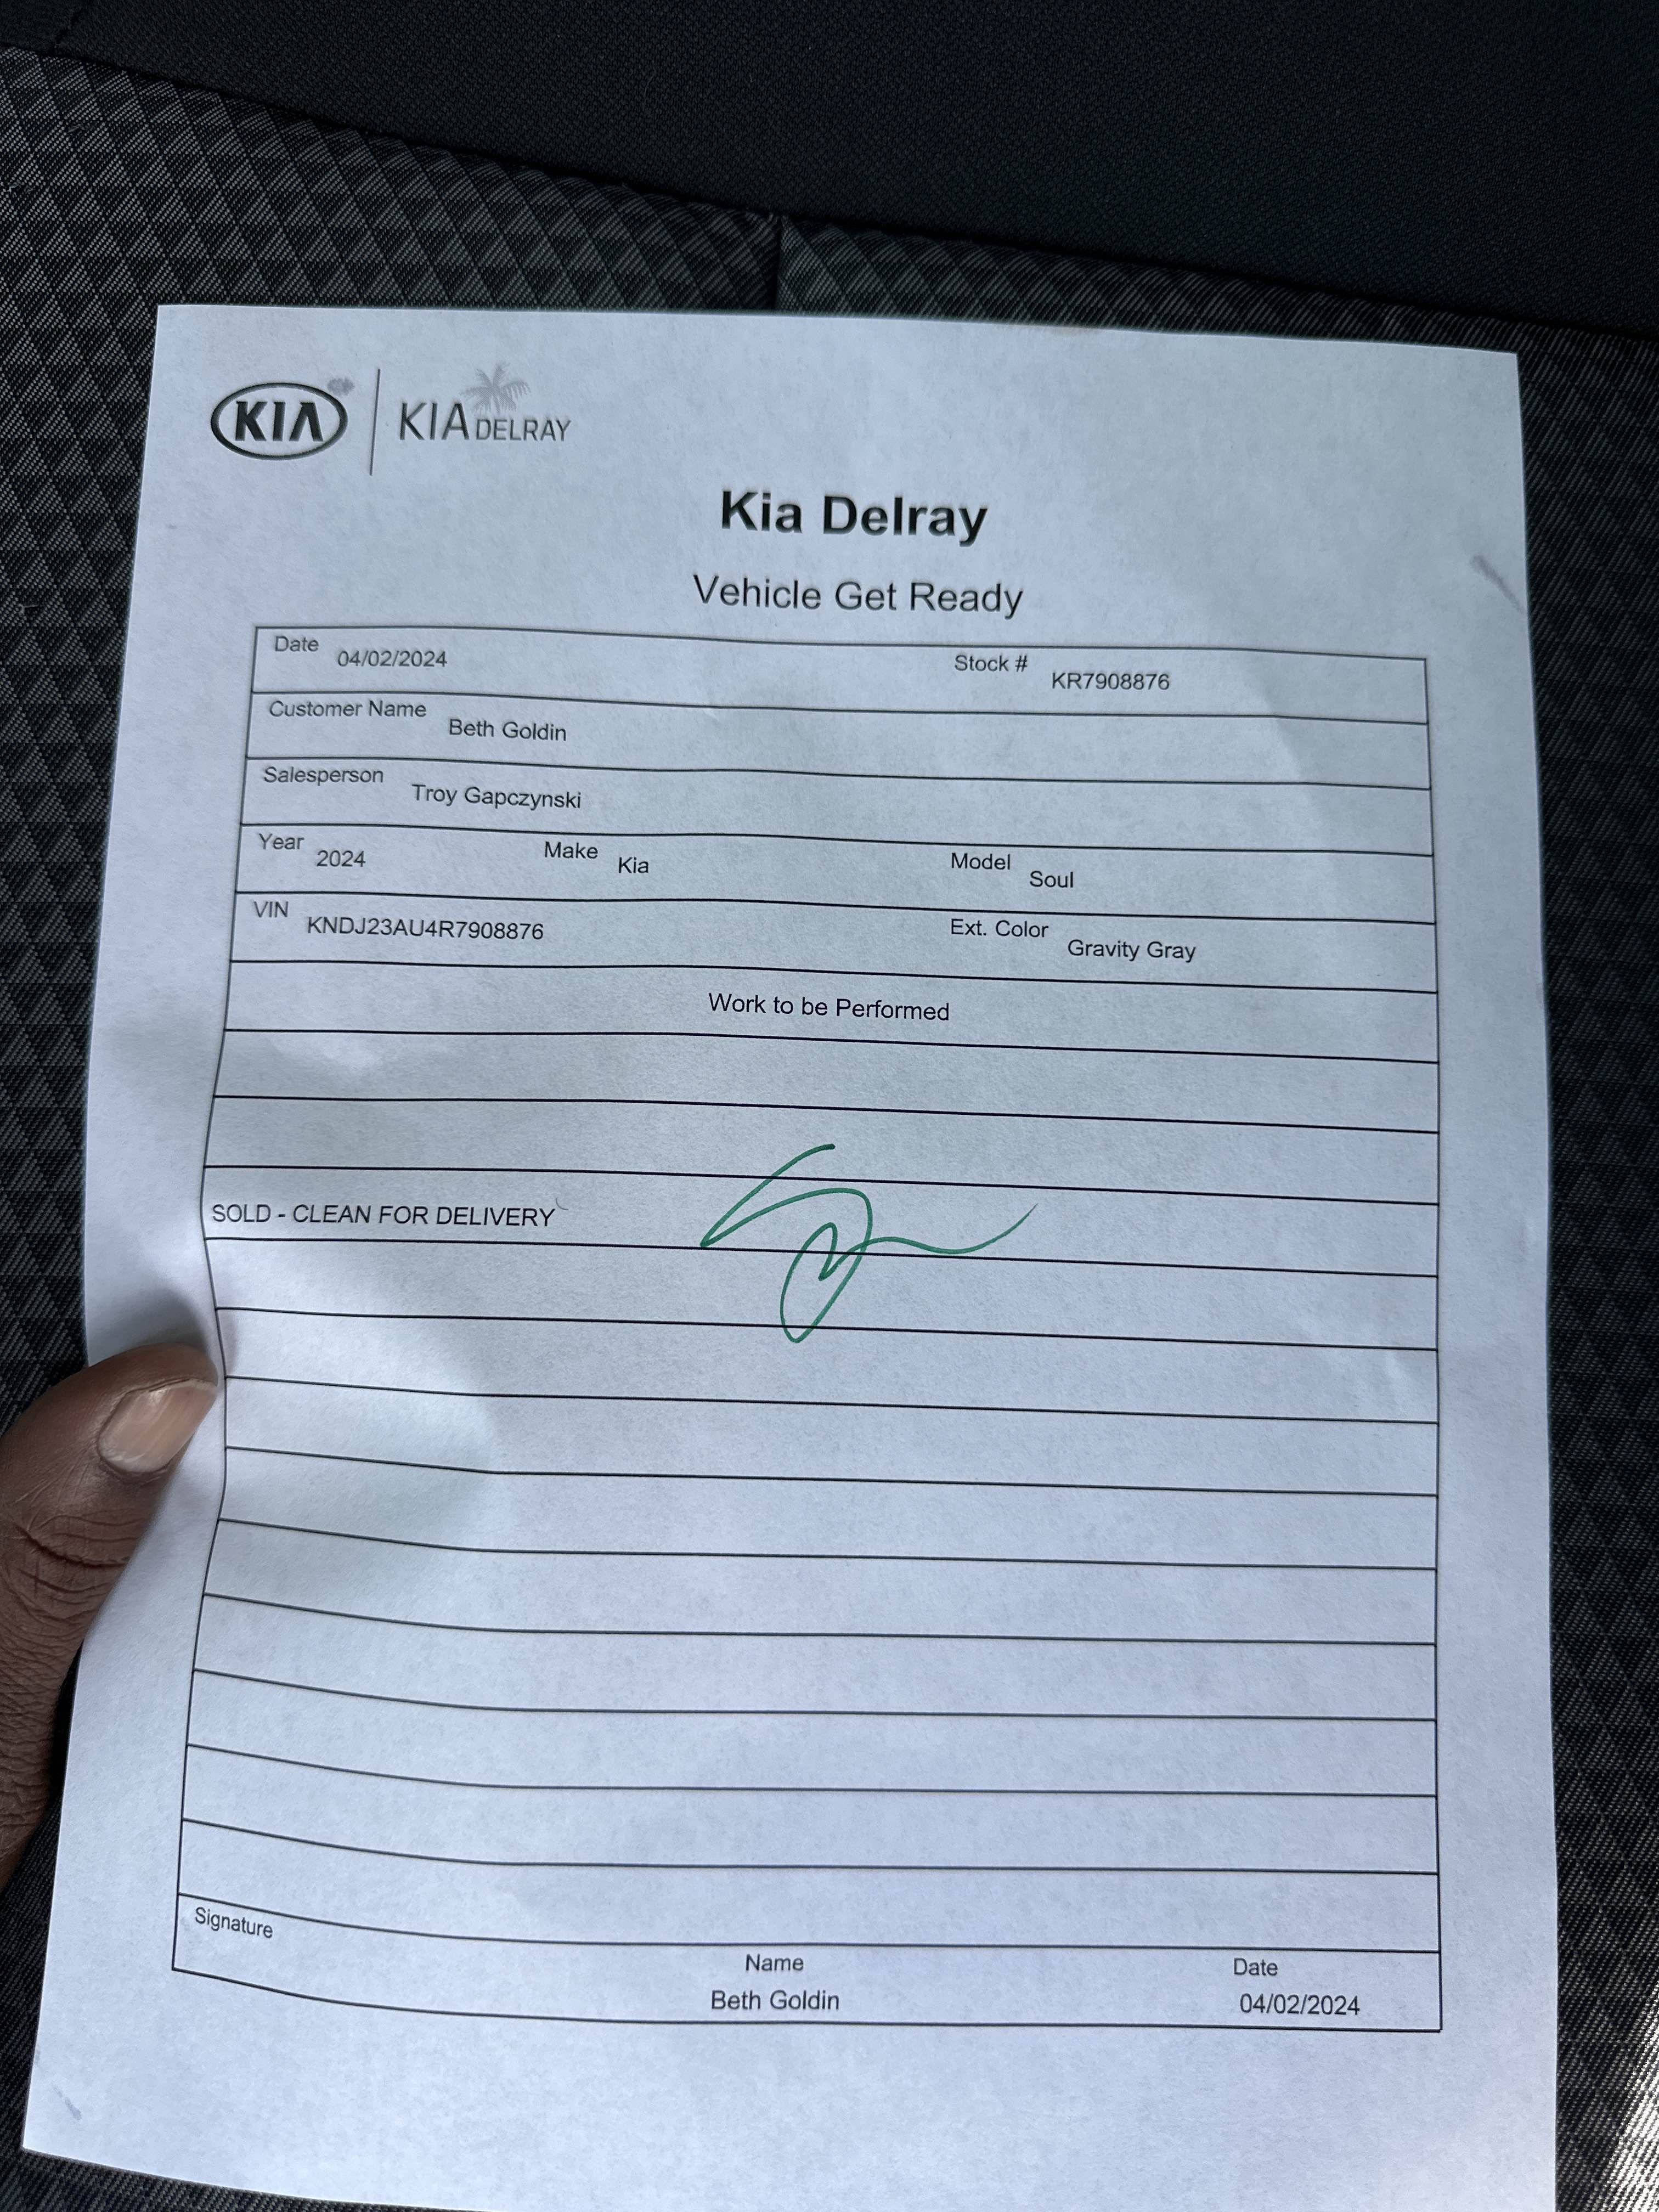 KIA KIA DELRAY
Kia Delray
Vehicle Get Ready
Date 04/02/2024 Stock # KR7908876
Customer Name Beth Goldin
Salesperson Troy Gapczynski
Year 2024 Make Kia Model Soul
VIN KNDJ23AU4R7908876 Ext. Color Gravity Gray
Work to be Performed
SOLD - CLEAN FOR DELIVERY
Signature Name Date
Beth Goldin 04/02/2024